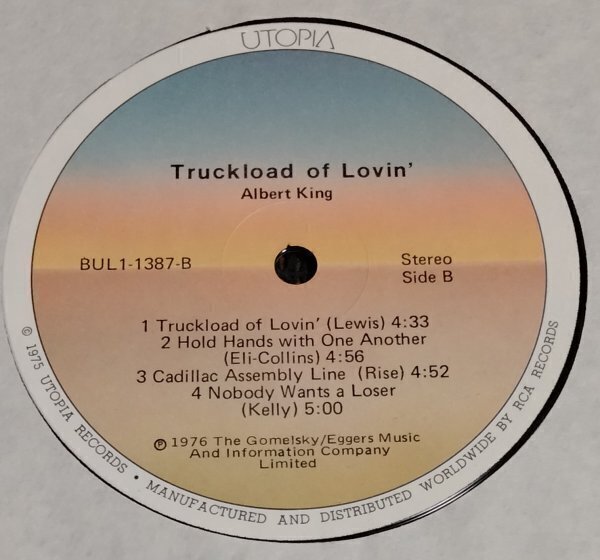 UTOPIA
Truckload of Lovin'
Albert King
BUL1-1387-B
Stereo
Side B
1 Truckload of Lovin' (Lewis) 4:33
2 Hold Hands with One Another
(Eli-Collins) 4:56
3 Cadillac Assembly Line (Rise) 4:52
4 Nobody Wants a Loser
(Kelly) 5:00
℗ 1976 The Gomelsky/Eggers Music
And Information Company
Limited
© 1975 UTOPIA RECORDS • MANUFACTURED AND DISTRIBUTED WORLDWIDE BY RCA RECORDS